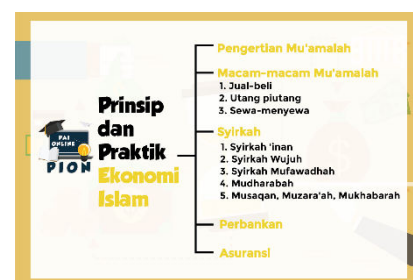 Pengertian Mu'amalah
Macam-macam Mu'amalah
1. Jual-beli
2. Utang piutang
3. Sewa-menyewa
PAI
ONLINE
PION
Prinsip
dan
Praktik
Ekonomi
Islam
Syirkah
1. Syirkah 'inan
2. Syirkah Wujuh
3. Syirkah Mufawadhah
4. Mudharabah
5. Musaqan, Muzara'ah, Mukhabarah
Perbankan
Asuransi